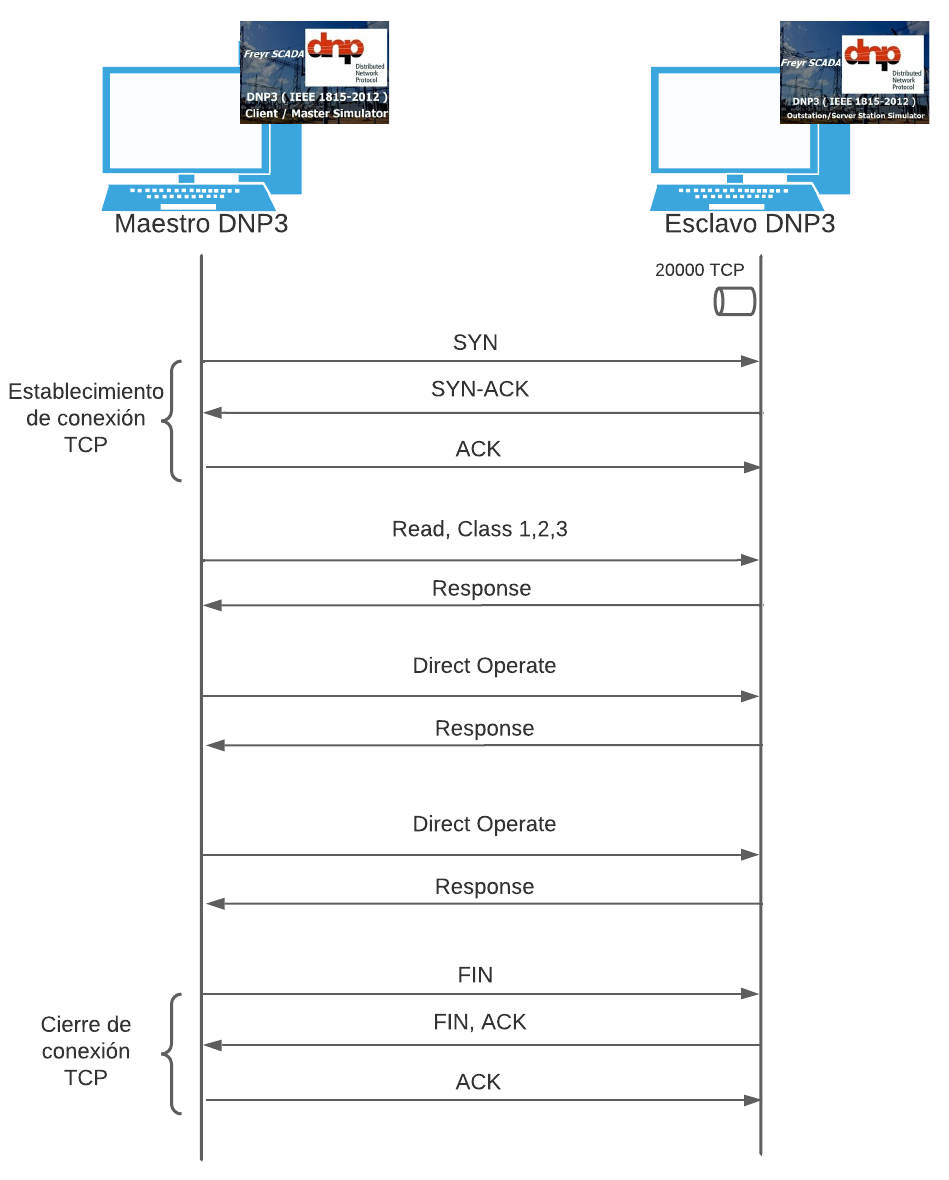 Freyr SCADA
dnp
Distributed
Network
Protocol
DNP3 ( IEEE 1815-2012 )
Client / Master Simulator
Freyr SCADA
dnp
Distributed
Network
Protocol
DNP3 ( IEEE 1815-2012 )
Outstation/Server Station Simulator
Maestro DNP3
Esclavo DNP3
20000 TCP
SYN
Establecimiento
de conexión
TCP
SYN-ACK
ACK
Read, Class 1,2,3
Response
Direct Operate
Response
Direct Operate
Response
FIN
Cierre de
conexión
TCP
FIN, ACK
ACK